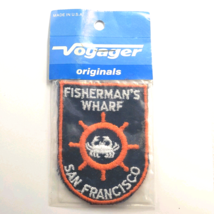 MADE IN U.S.A.
Voyager
originals
FISHERMAN'S
WHARF
SAN FRANCISCO